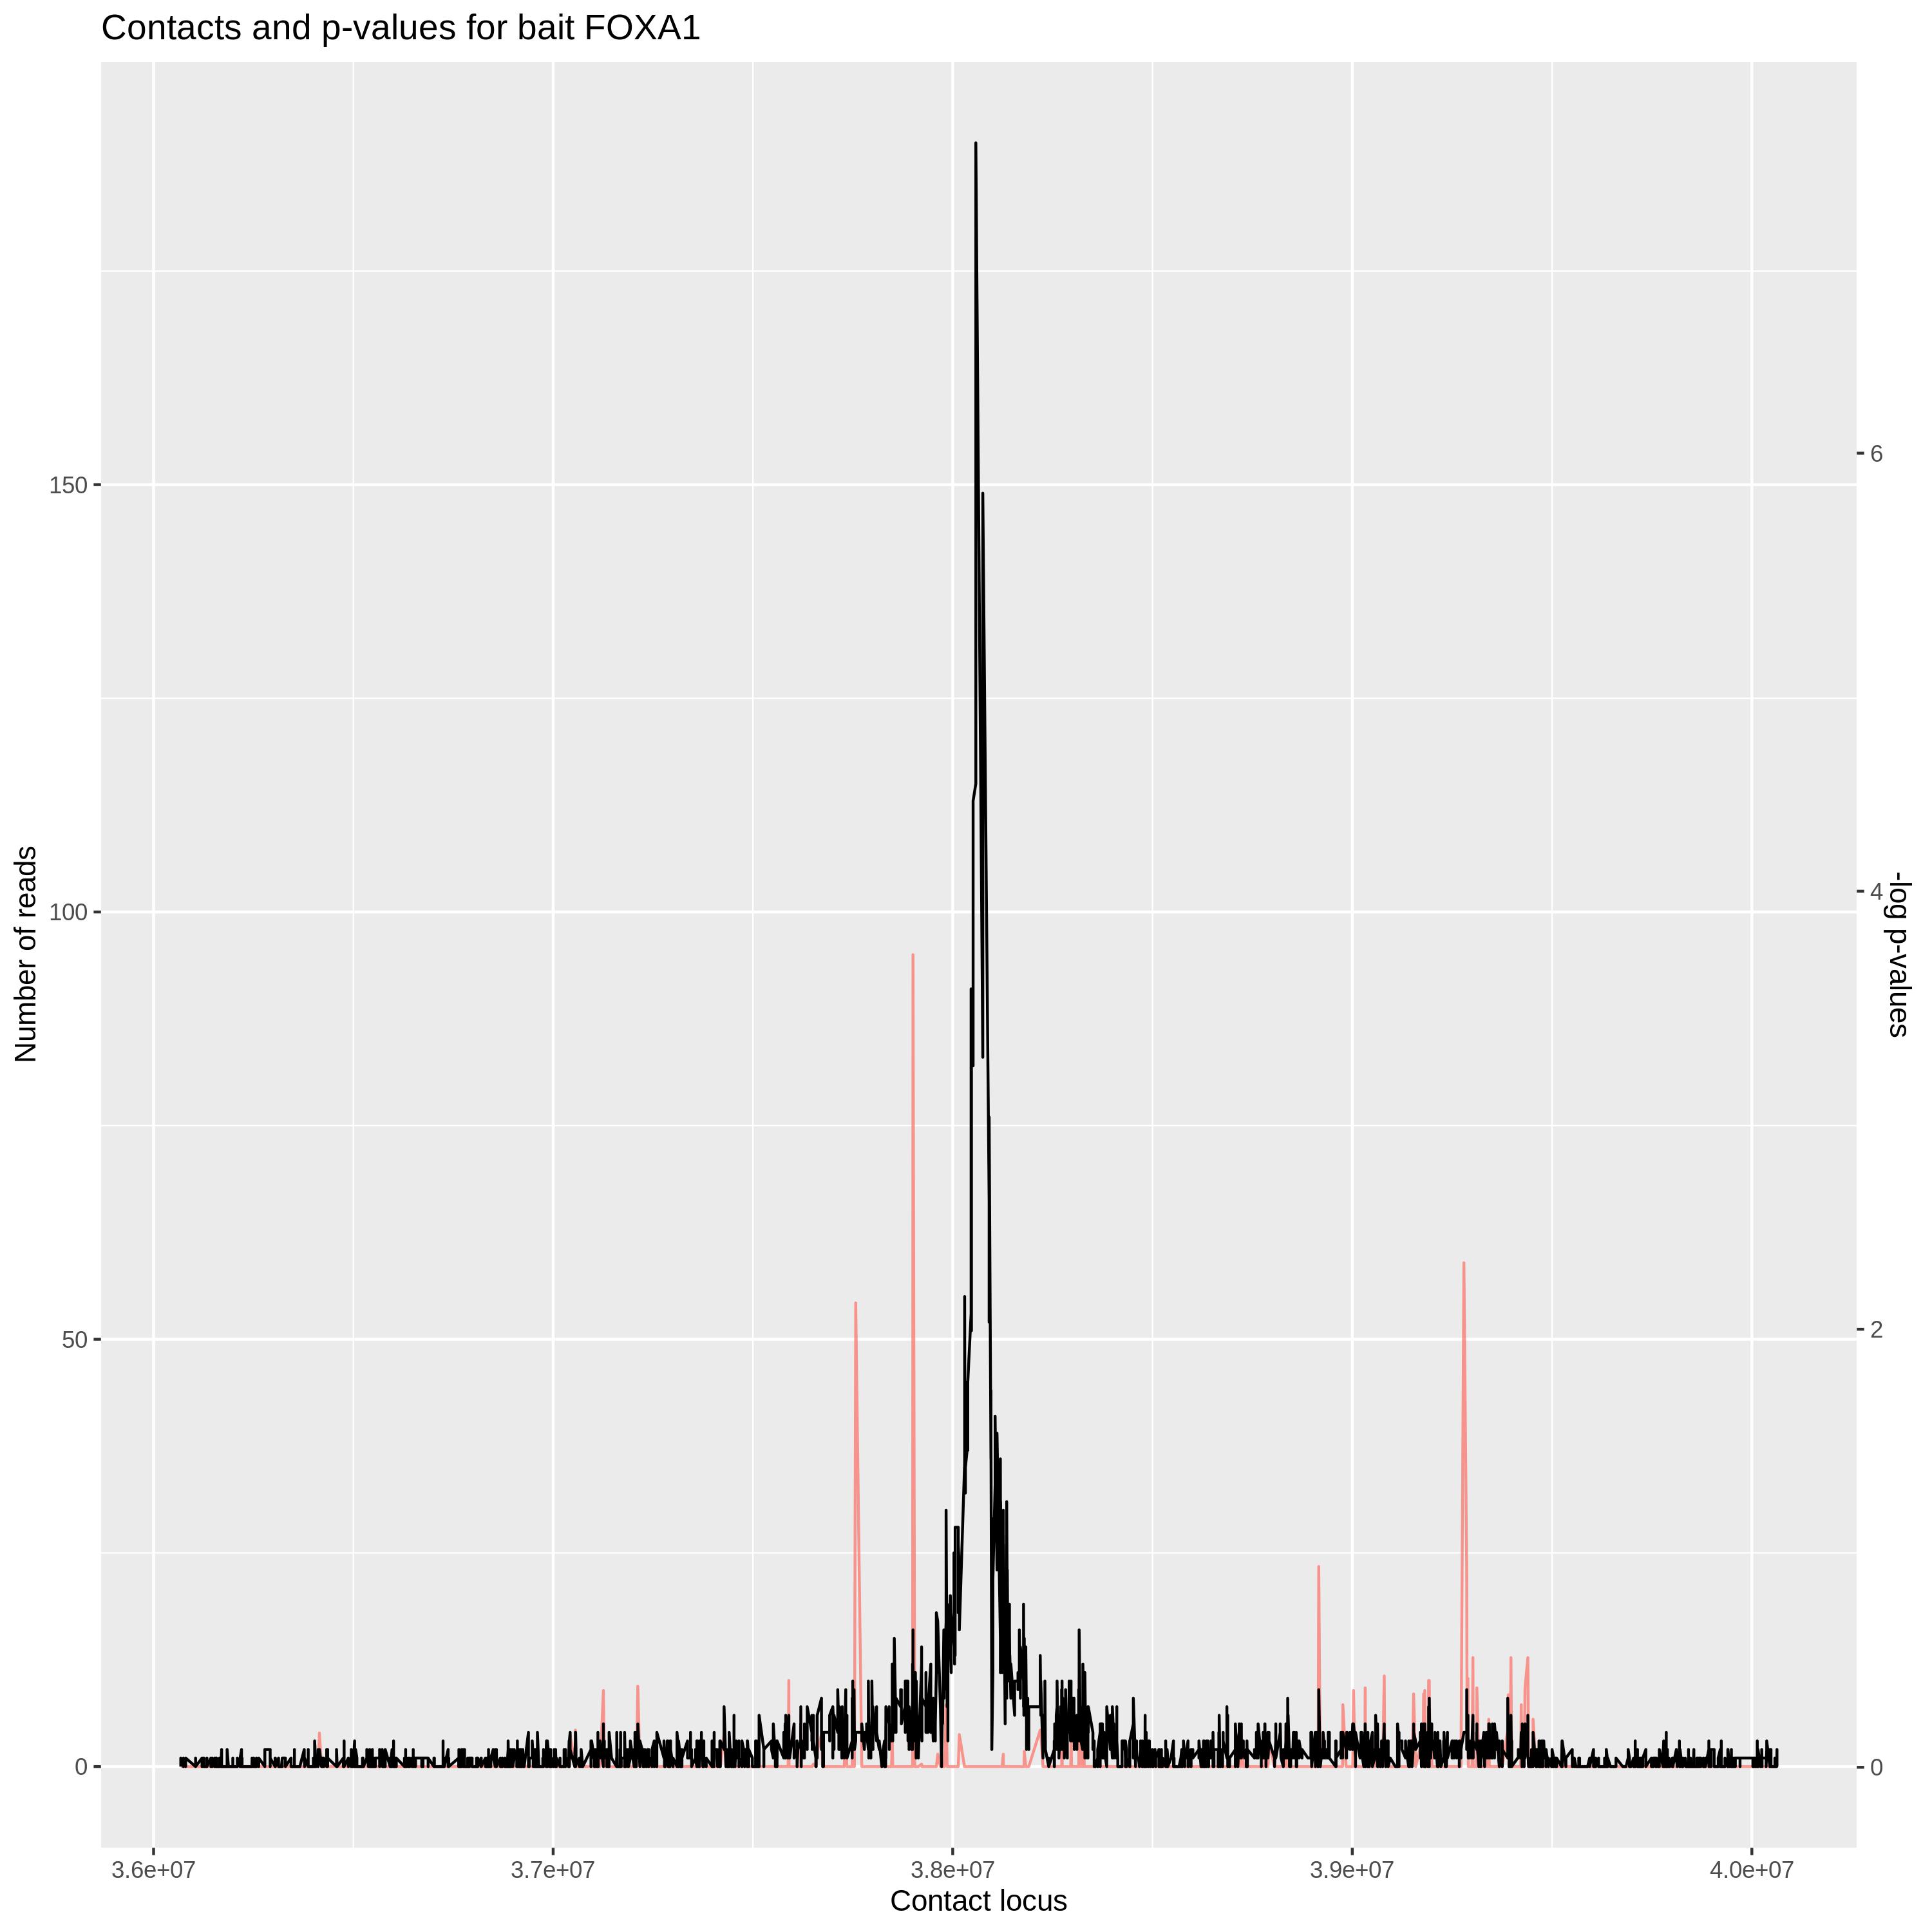 Contacts and p-values for bait FOXA1
150
100
50
0
Number of reads
6
4
2
0
-log p-values
3.6e+07 3.7e+07 3.8e+07 3.9e+07 4.0e+07
Contact locus